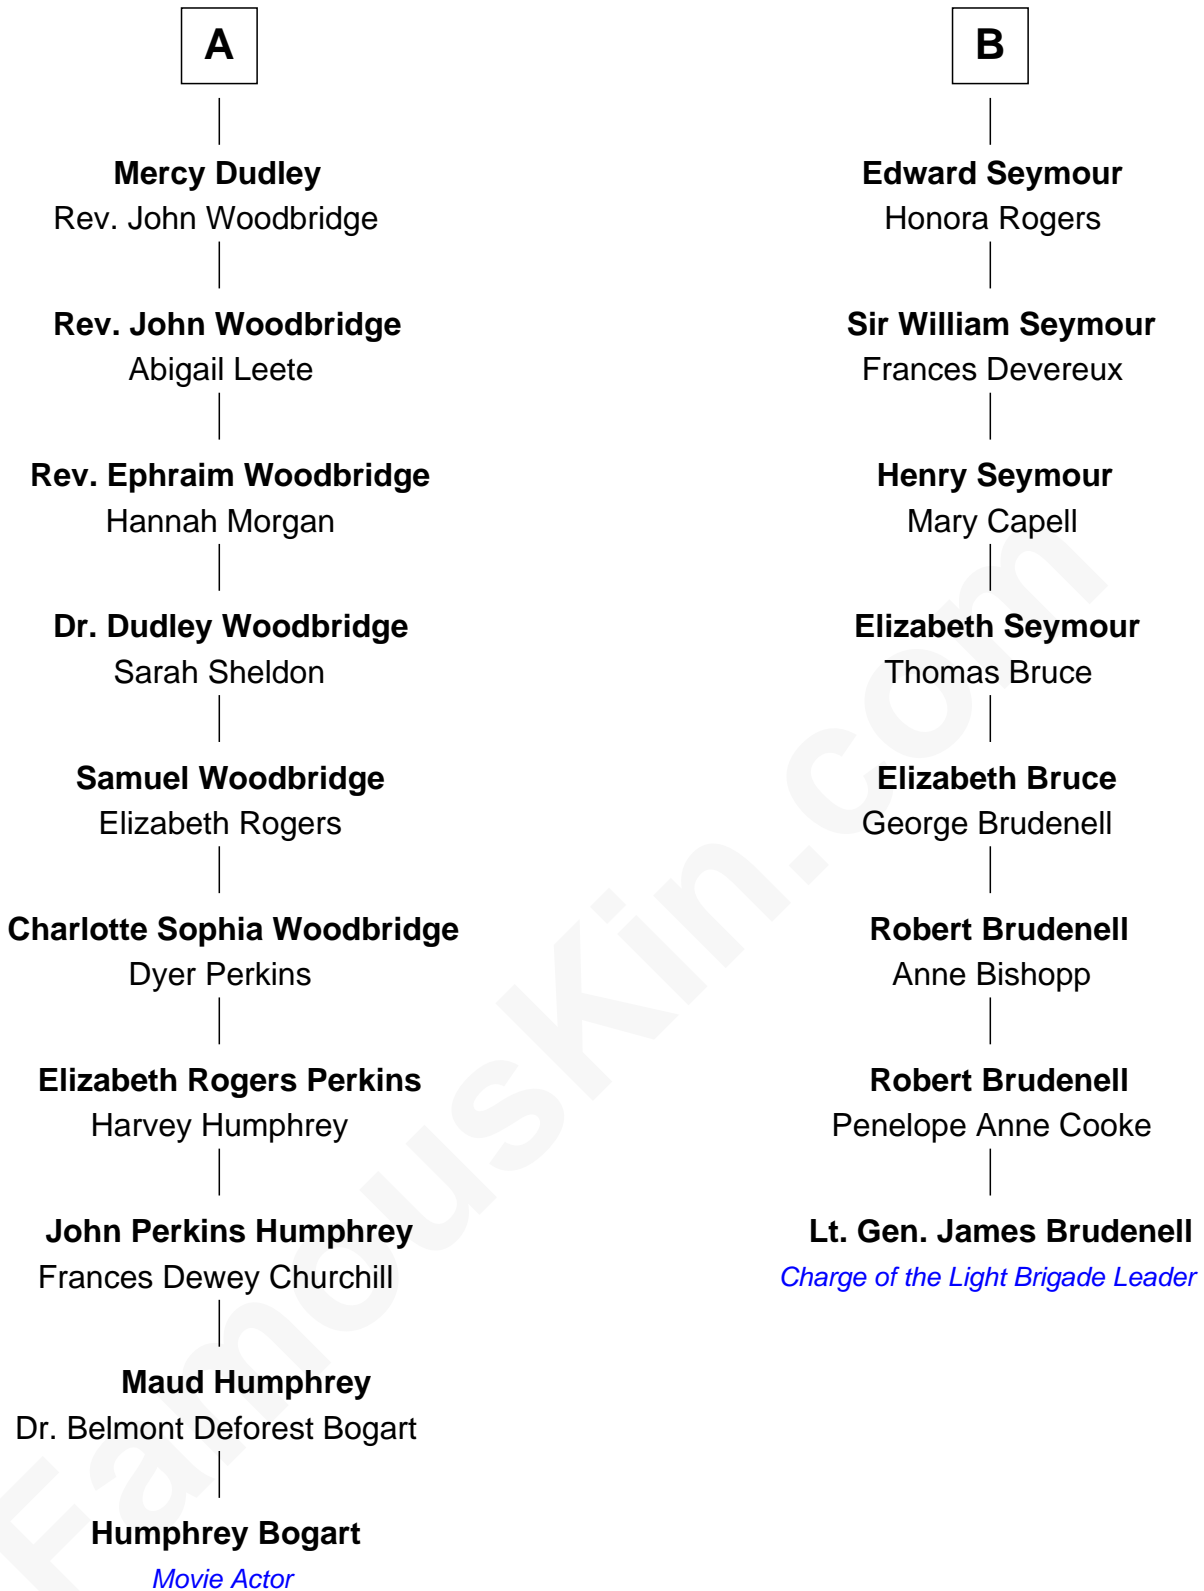 A
Mercy Dudley
Rev. John Woodbridge
Rev. John Woodbridge
Abigail Leete
Rev. Ephraim Woodbridge
Hannah Morgan
Dr. Dudley Woodbridge
Sarah Sheldon
Samuel Woodbridge
Elizabeth Rogers
Charlotte Sophia Woodbridge
Dyer Perkins
Elizabeth Rogers Perkins
Harvey Humphrey
John Perkins Humphrey
Frances Dewey Churchill
Maud Humphrey
Dr. Belmont Deforest Bogart
Humphrey Bogart
Movie Actor
B
Edward Seymour
Honora Rogers
Sir William Seymour
Frances Devereux
Henry Seymour
Mary Capell
Elizabeth Seymour
Thomas Bruce
Elizabeth Bruce
George Brudenell
Robert Brudenell
Anne Bishopp
Robert Brudenell
Penelope Anne Cooke
Lt. Gen. James Brudenell
Charge of the Light Brigade Leader
FamousKin.com